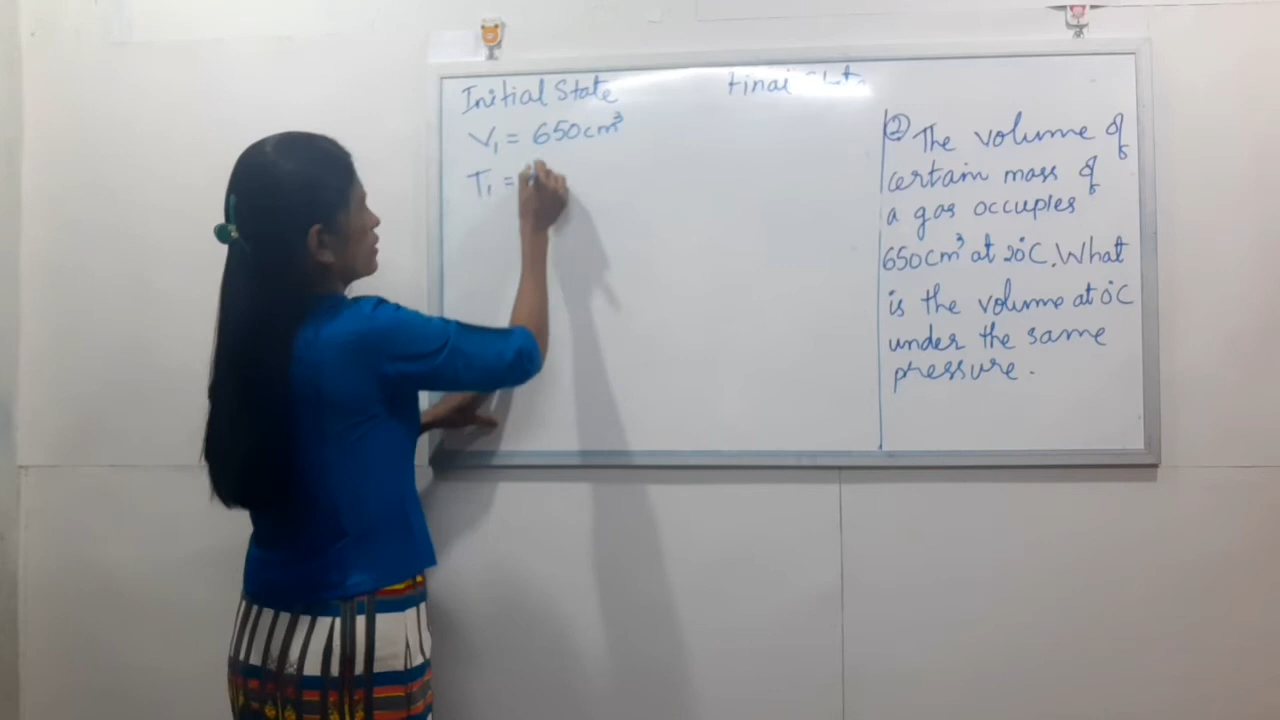 Initial State
Final State
V₁ = 650cm³
T₁ =
② The volume of
certain mass of
a gas occupies
650cm³ at 20°C. What
is the volume at 0°C
under the same
pressure.